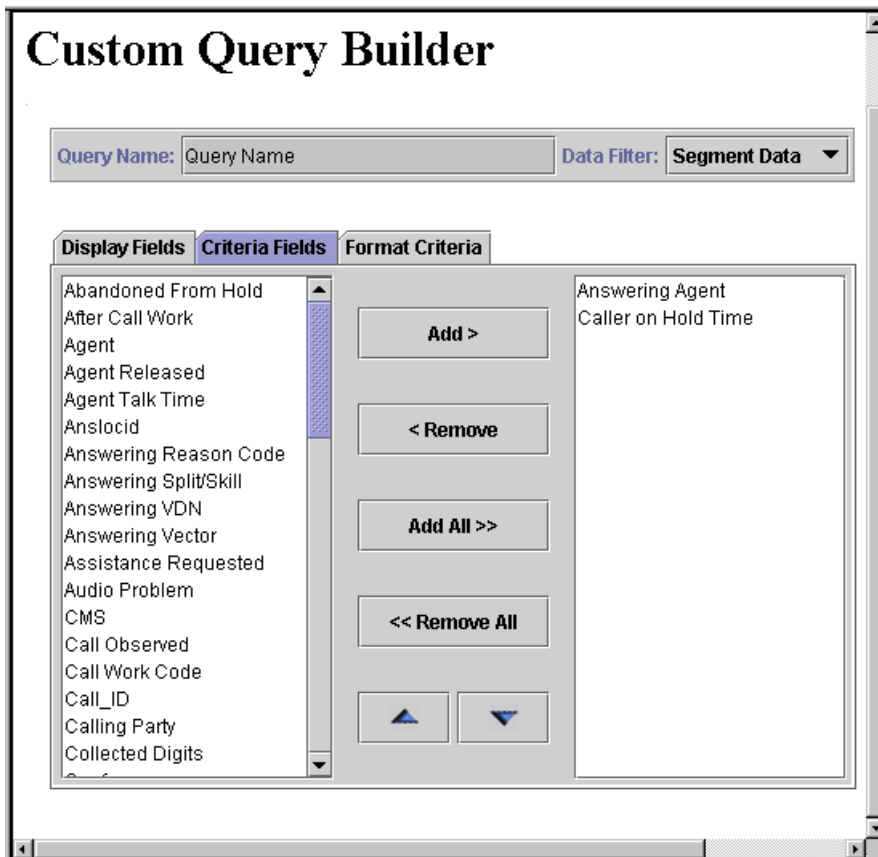 Custom Query Builder
Query Name: Query Name Data Filter: Segment Data
Display Fields Criteria Fields Format Criteria
Abandoned From Hold
After Call Work
Agent
Agent Released
Agent Talk Time
Anslocid
Answering Reason Code
Answering Split/Skill
Answering VDN
Answering Vector
Assistance Requested
Audio Problem
CMS
Call Observed
Call Work Code
Call_ID
Calling Party
Collected Digits
Add >
< Remove
Add All >>
<< Remove All
Answering Agent
Caller on Hold Time